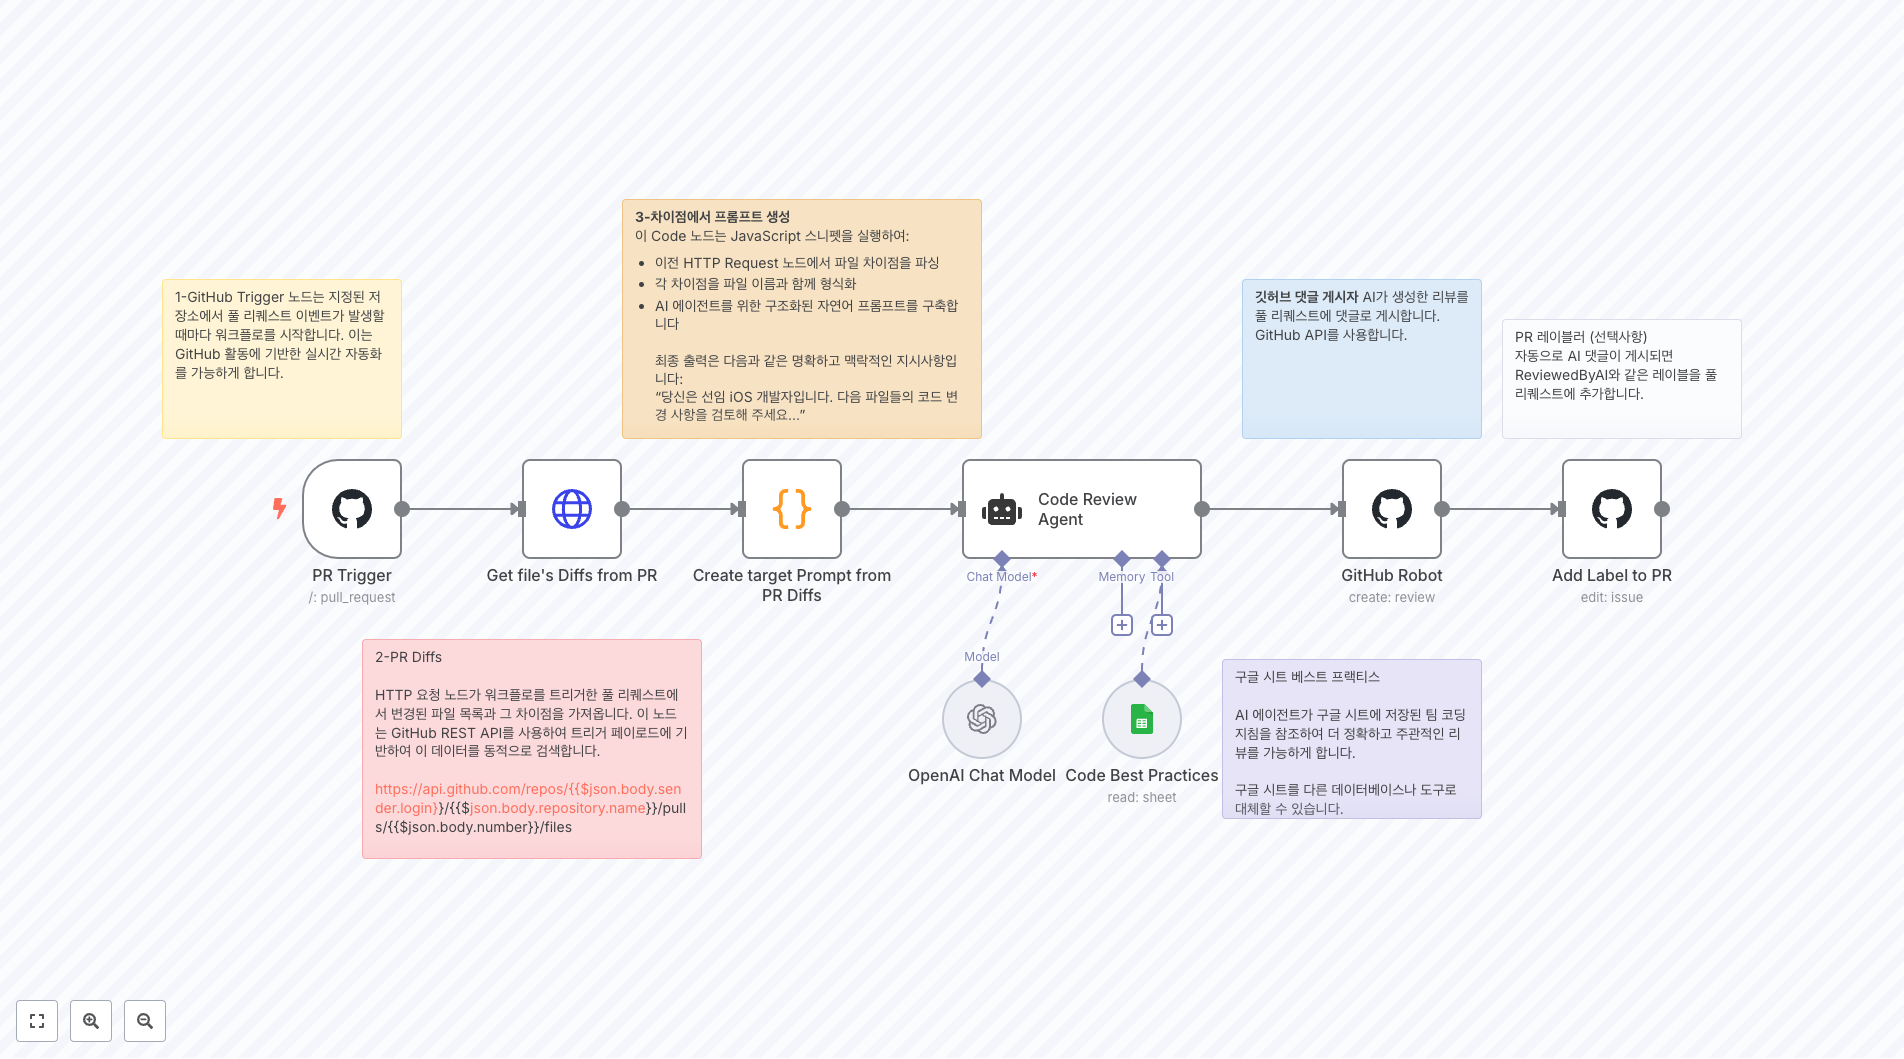 3-차이점에서 프롬프트 생성
이 Code 노드는 JavaScript 스니펫을 실행하여:
이전 HTTP Request 노드에서 파일 차이점을 파싱
각 차이점을 파일 이름과 함께 형식화
AI 에이전트를 위한 구조화된 자연어 프롬프트를 구축합
니다
최종 출력은 다음과 같은 명확하고 맥락적인 지시사항입
니다:
“당신은 선임 iOS 개발자입니다. 다음 파일들의 코드 변
경 사항을 검토해 주세요...”
1-GitHub Trigger 노드는 지정된 저
장소에서 풀 리퀘스트 이벤트가 발생할
때마다 워크플로를 시작합니다. 이는
GitHub 활동에 기반한 실시간 자동화
를 가능하게 합니다.
깃허브 댓글 게시자 AI가 생성한 리뷰를
풀 리퀘스트에 댓글로 게시합니다.
GitHub API를 사용합니다.
PR 레이블러 (선택사항)
자동으로 AI 댓글이 게시되면
ReviewedByAI와 같은 레이블을 풀
리퀘스트에 추가합니다.
PR Trigger
/: pull_request
Get file's Diffs from PR
Create target Prompt from
PR Diffs
Code Review
Agent
Chat Model*
Memory
Tool
GitHub Robot
create: review
Add Label to PR
edit: issue
Model
OpenAI Chat Model
Code Best Practices
read: sheet
2-PR Diffs
HTTP 요청 노드가 워크플로를 트리거한 풀 리퀘스트에
서 변경된 파일 목록과 그 차이점을 가져옵니다. 이 노드
는 GitHub REST API를 사용하여 트리거 페이로드에 기
반하여 이 데이터를 동적으로 검색합니다.
https://api.github.com/repos/{{$json.body.sen
der.login}}/{{$json.body.repository.name}}/pull
s/{{$json.body.number}}/files
구글 시트 베스트 프랙티스
AI 에이전트가 구글 시트에 저장된 팀 코딩
지침을 참조하여 더 정확하고 주관적인 리
뷰를 가능하게 합니다.
구글 시트를 다른 데이터베이스나 도구로
대체할 수 있습니다.